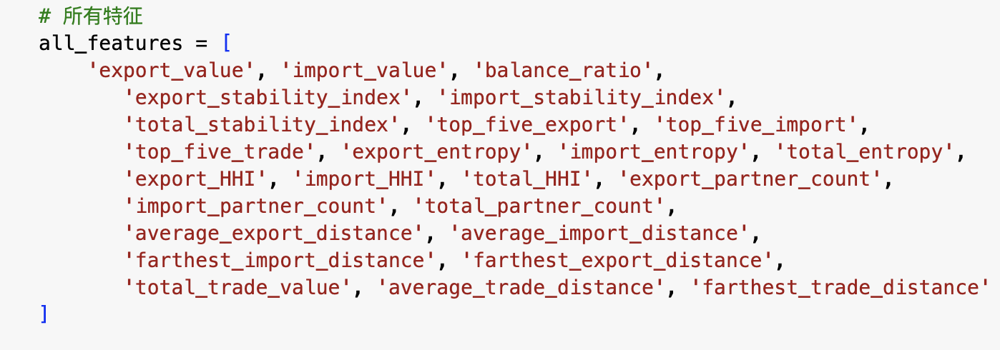 # 所有特征
all_features = [
'export_value', 'import_value', 'balance_ratio',
'export_stability_index', 'import_stability_index',
'total_stability_index', 'top_five_export', 'top_five_import',
'top_five_trade', 'export_entropy', 'import_entropy', 'total_entropy',
'export_HHI', 'import_HHI', 'total_HHI', 'export_partner_count',
'import_partner_count', 'total_partner_count',
'average_export_distance', 'average_import_distance',
'farthest_import_distance', 'farthest_export_distance',
'total_trade_value', 'average_trade_distance', 'farthest_trade_distance'
]